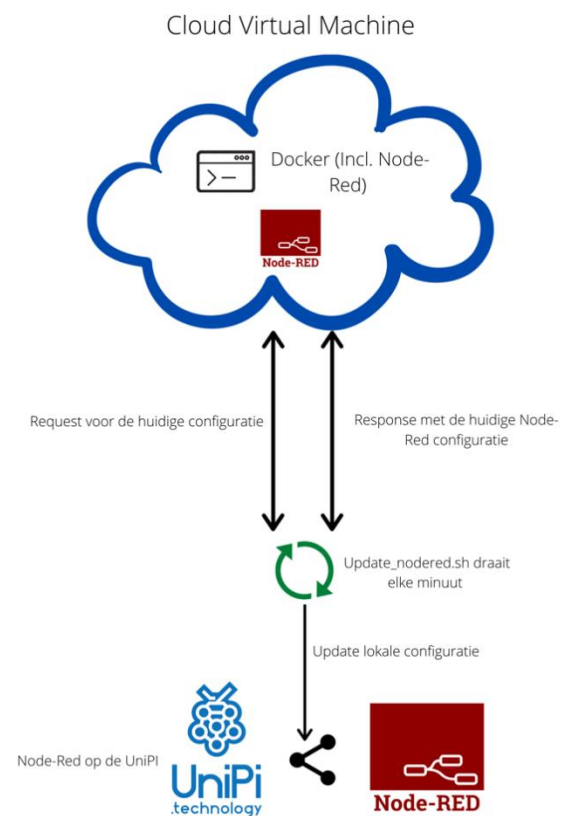 Cloud Virtual Machine
Docker (Incl. Node-
Red)
Node-RED
Request voor de huidige configuratie
Response met de huidige Node-
Red configuratie
Update_nodered.sh draait
elke minuut
Update lokale configuratie
Node-Red op de UniPI
UniPi
.technology
Node-RED